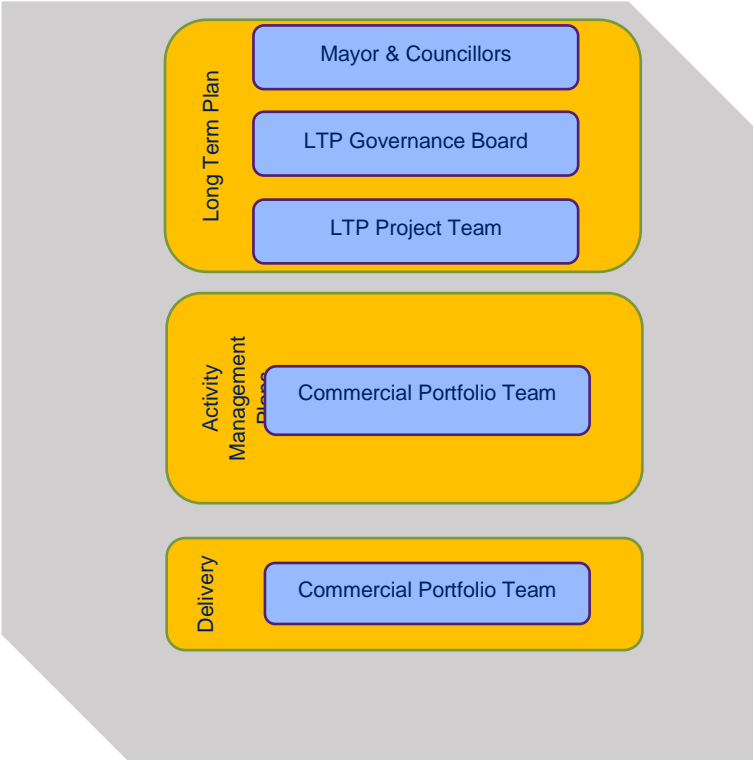 Long Term Plan
Mayor & Councillors
LTP Governance Board
LTP Project Team
Activity
Management
Plans
Commercial Portfolio Team
Delivery
Commercial Portfolio Team